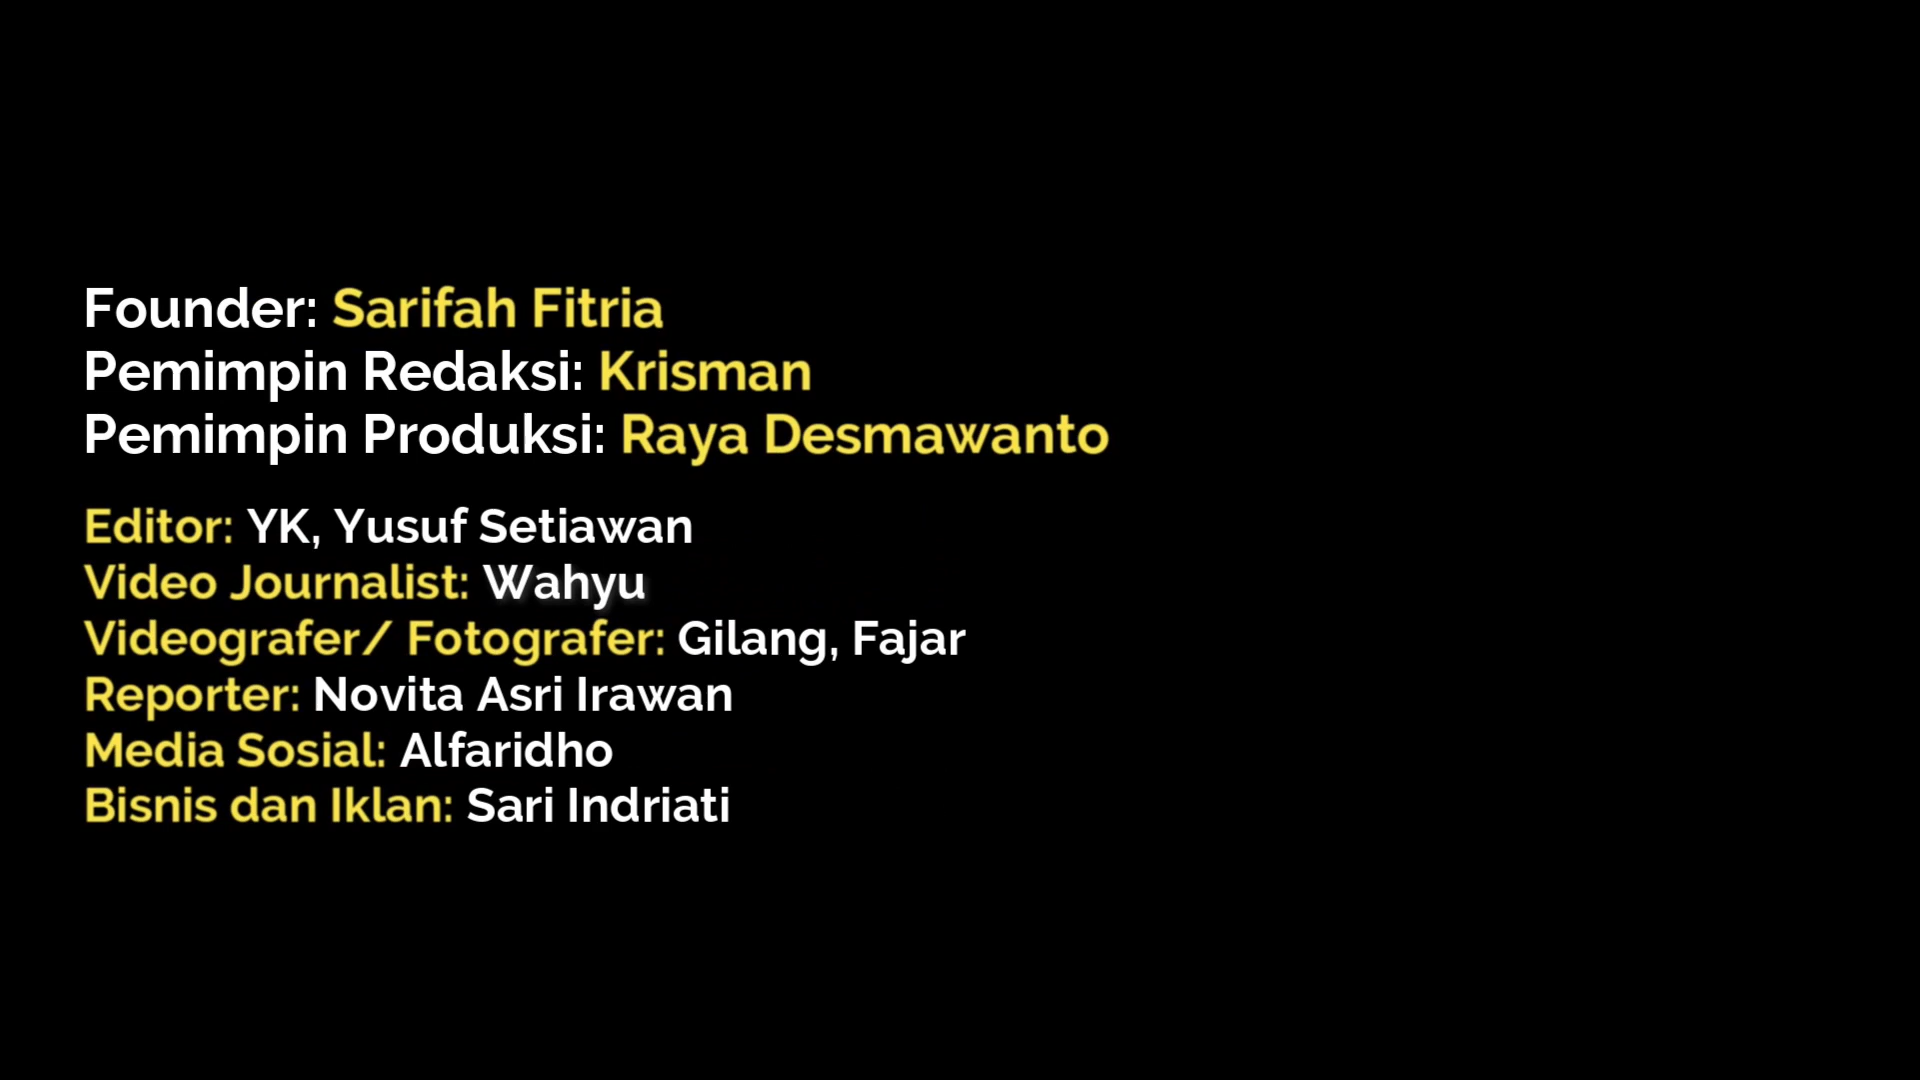 Founder: Sarifah Fitria
Pemimpin Redaksi: Krisman
Pemimpin Produksi: Raya Desmawanto
Editor: YK, Yusuf Setiawan
Video Journalist: Wahyu
Videografer/ Fotografer: Gilang, Fajar
Reporter: Novita Asri Irawan
Media Sosial: Alfaridho
Bisnis dan Iklan: Sari Indriati